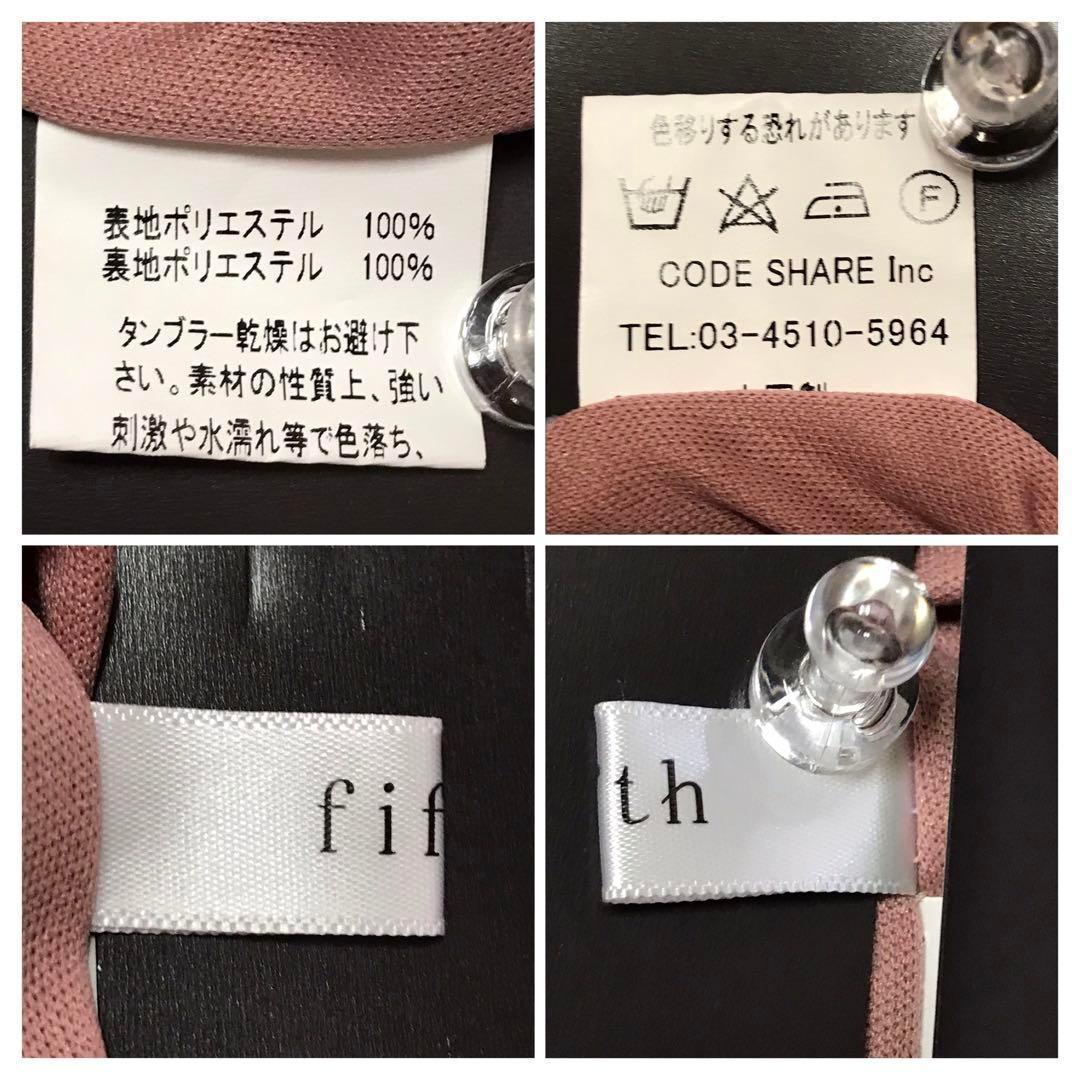 表地ポリエステル 100%
裏地ポリエステル 100%
タンブラー乾燥はお避け下
さい。素材の性質上、強い
刺激や水濡れ等で色落ち、
色移りする恐れがあります
F
CODE SHARE Inc
TEL:03-4510-5964
fif
th